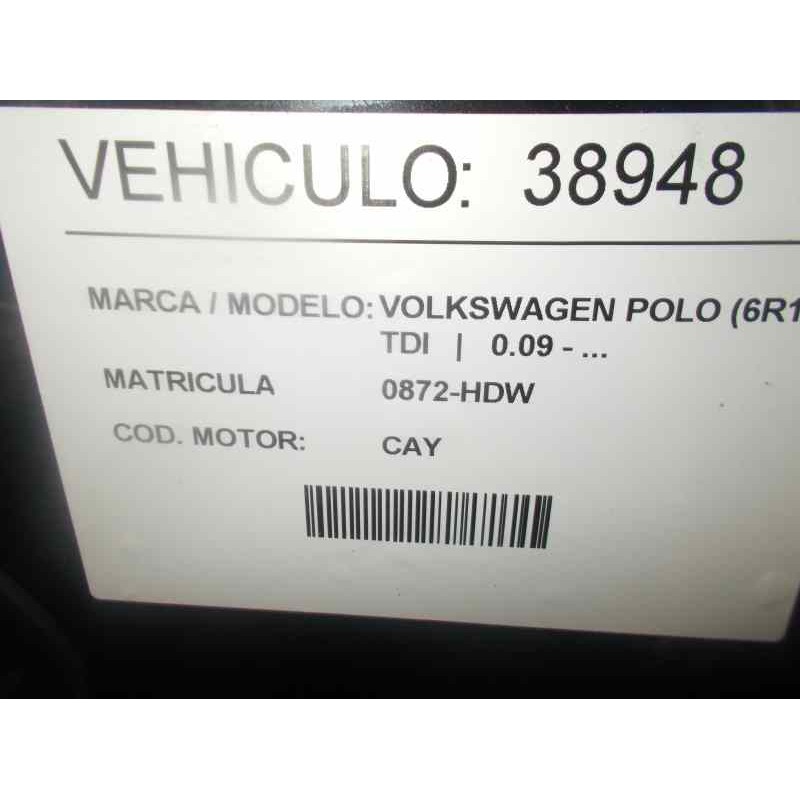 VEHICULO: 38948
MARCA / MODELO: VOLKSWAGEN POLO (6R1
TDI | 0.09 - ...
MATRICULA 0872-HDW
COD. MOTOR: CAY